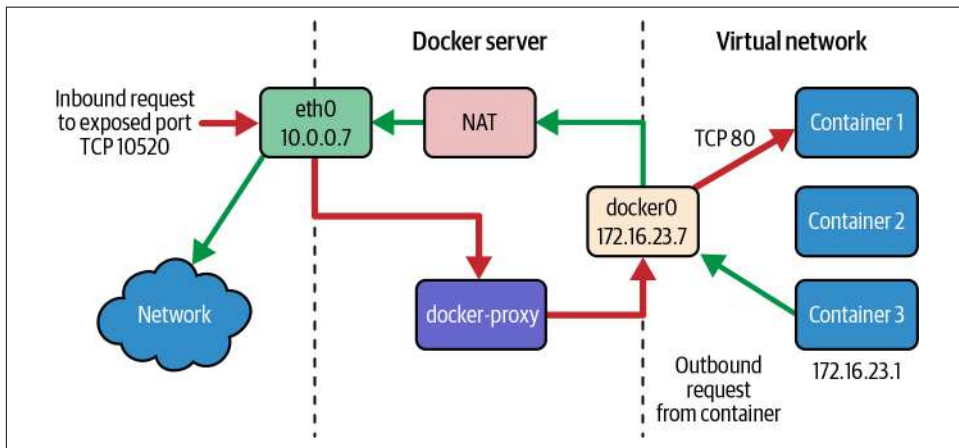 Docker server
Virtual network
Inbound request
to exposed port
TCP 10520
eth0
10.0.0.7
NAT
TCP 80
Container 1
docker0
172.16.23.7
Container 2
Network
docker-proxy
Container 3
Outbound
request
from container
172.16.23.1